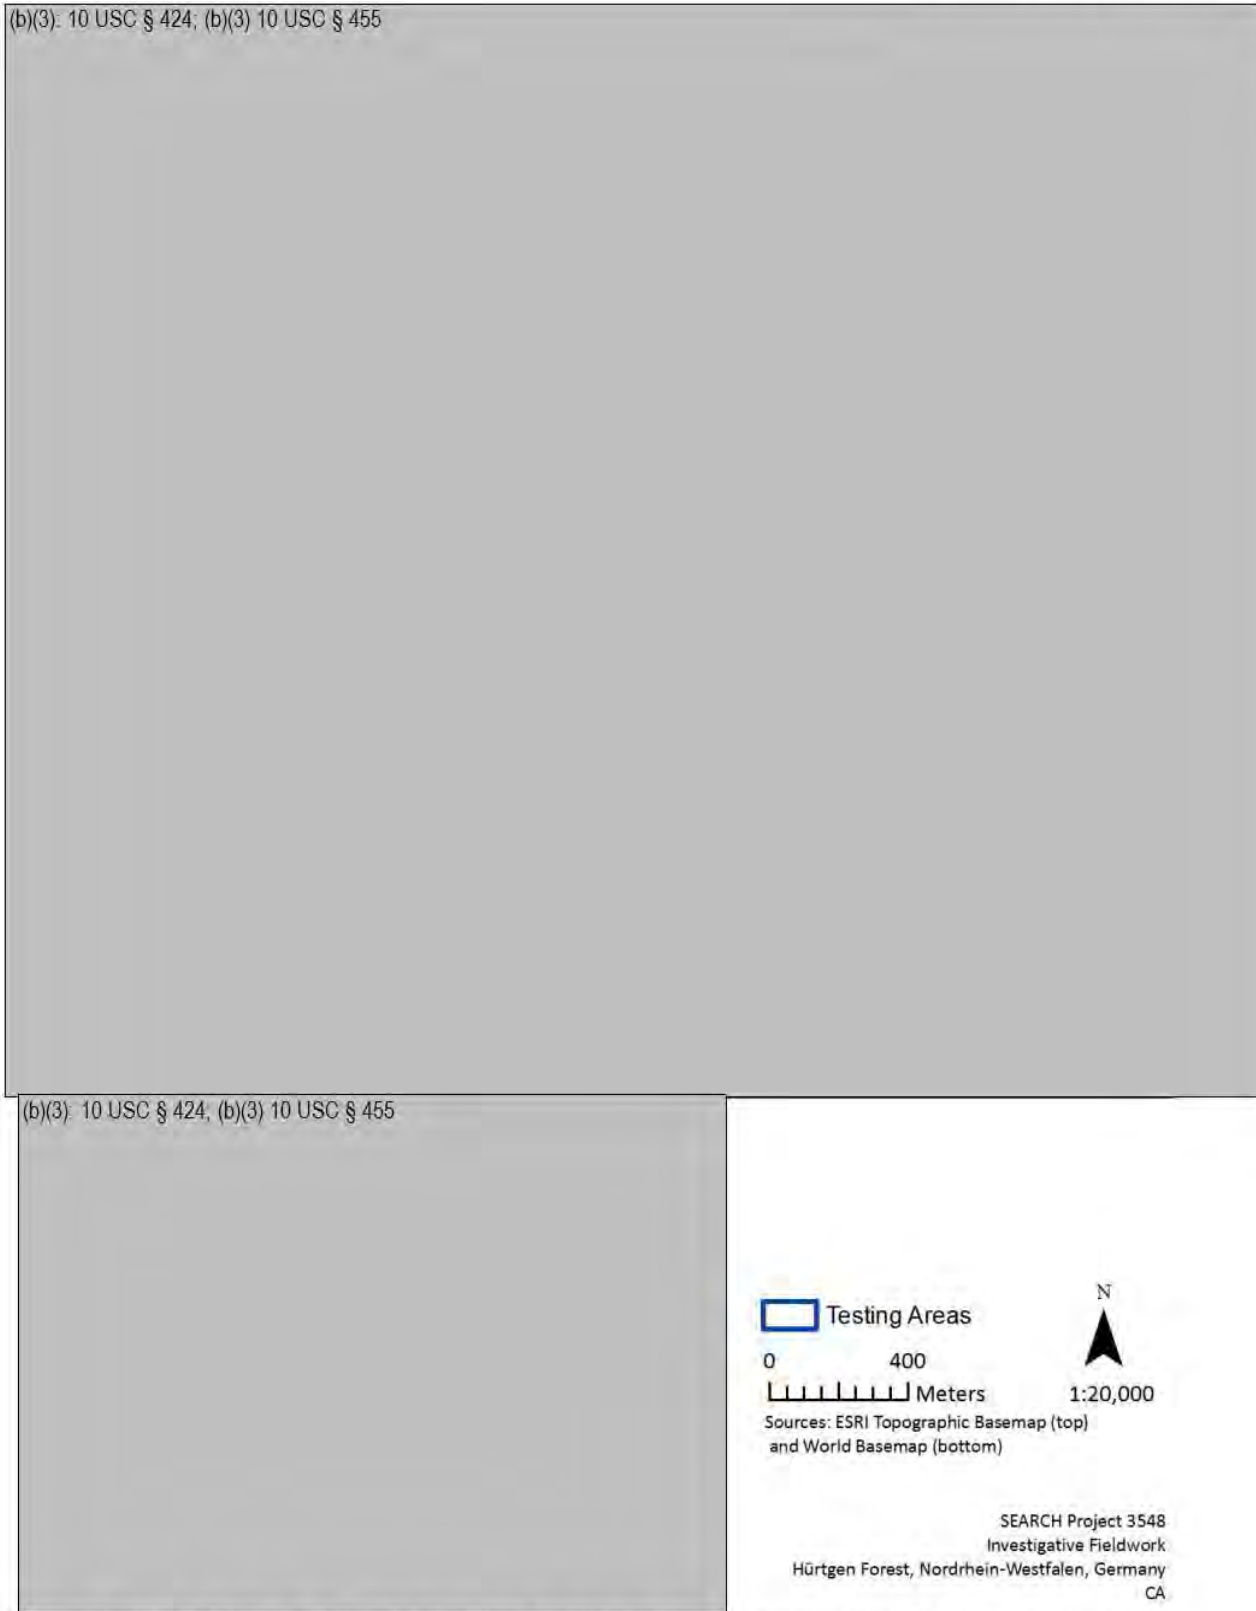 (b)(3): 10 USC § 424; (b)(3) 10 USC § 455
(b)(3): 10 USC § 424; (b)(3) 10 USC § 455
Testing Areas
N
0 400
Meters
1:20,000
Sources: ESRI Topographic Basemap (top)
and World Basemap (bottom)
SEARCH Project 3548
Investigative Fieldwork
Hürtgen Forest, Nordrhein-Westfalen, Germany
CA